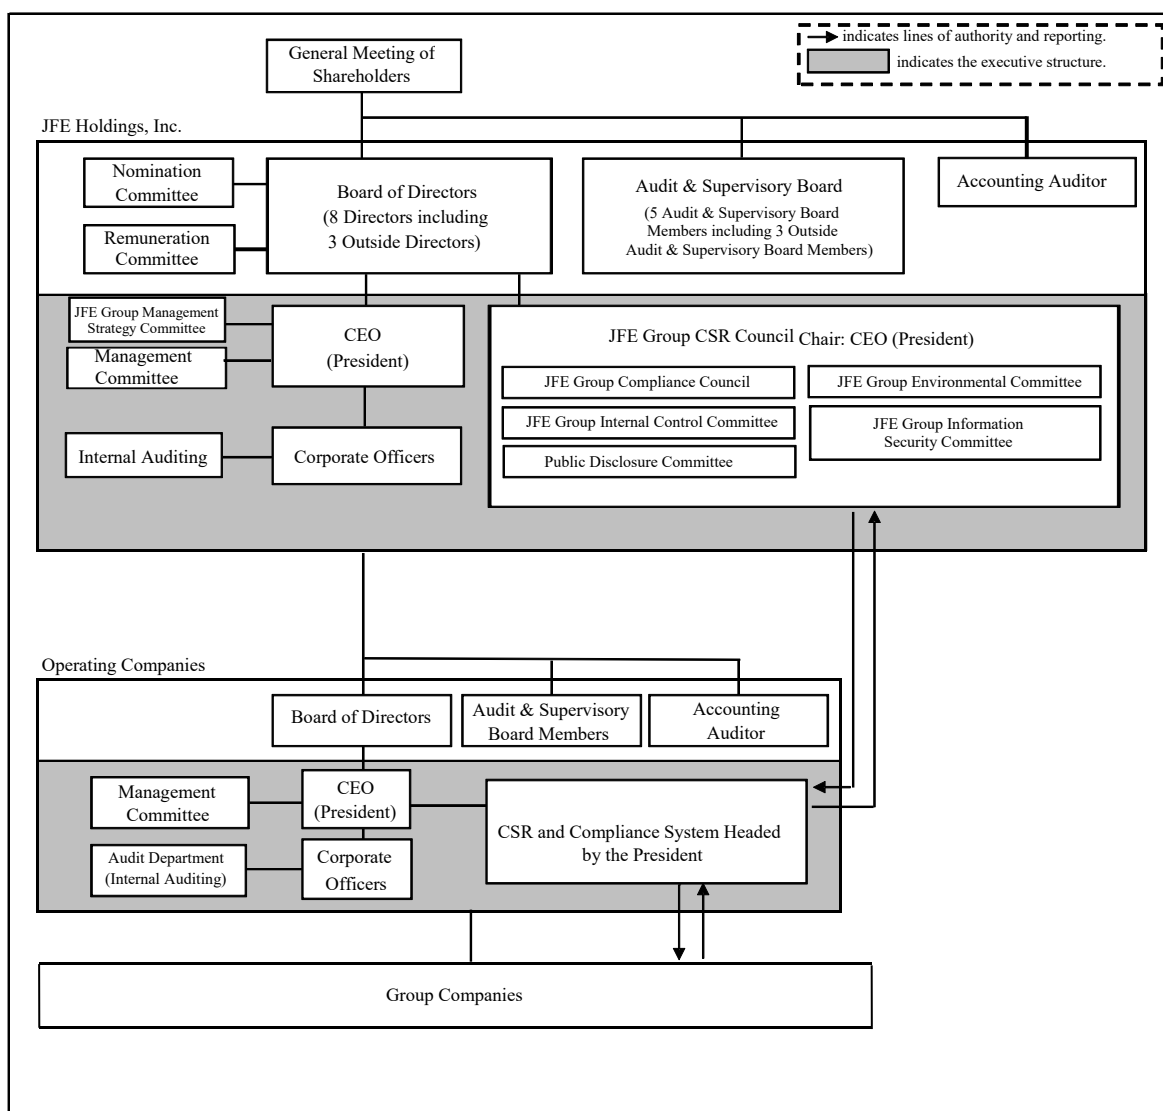 indicates lines of authority and reporting.
indicates the executive structure.
General Meeting of
Shareholders
JFE Holdings, Inc.
Nomination
Committee
Remuneration
Committee
Board of Directors
(8 Directors including
3 Outside Directors)
Audit & Supervisory Board
(5 Audit & Supervisory Board
Members including 3 Outside
Audit & Supervisory Board Members)
Accounting Auditor
JFE Group Management
Strategy Committee
Management
Committee
CEO
(President)
Internal Auditing
Corporate Officers
JFE Group CSR Council Chair: CEO (President)
JFE Group Compliance Council
JFE Group Internal Control Committee
Public Disclosure Committee
JFE Group Environmental Committee
JFE Group Information
Security Committee
Operating Companies
Board of Directors
Audit & Supervisory
Board Members
Accounting
Auditor
Management
Committee
CEO
(President)
Audit Department
(Internal Auditing)
Corporate
Officers
CSR and Compliance System Headed
by the President
Group Companies